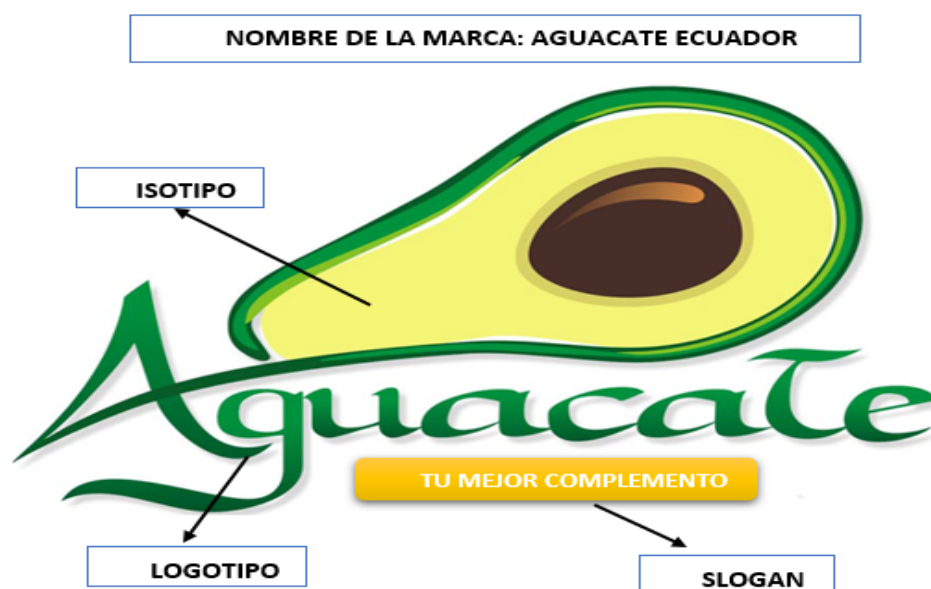 NOMBRE DE LA MARCA: AGUACATE ECUADOR
ISOTIPO
Aguacate
TU MEJOR COMPLEMENTO
LOGOTIPO
SLOGAN